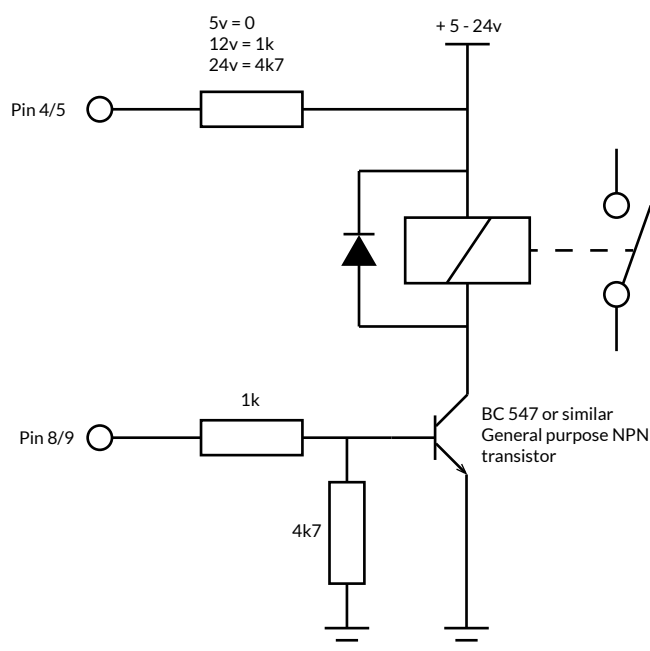 5v = 0
12v = 1k
24v = 4k7
+ 5 - 24v
Pin 4/5
1k
Pin 8/9
BC 547 or similar
General purpose NPN
transistor
4k7